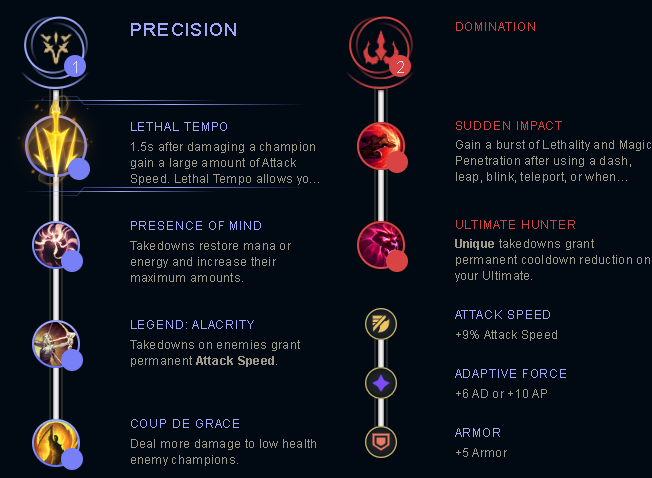 PRECISION
1
LETHAL TEMPO
1.5s after damaging a champion
gain a large amount of Attack
Speed. Lethal Tempo allows yo...
PRESENCE OF MIND
Takedowns restore mana or
energy and increase their
maximum amounts.
LEGEND: ALACRITY
Takedowns on enemies grant
permanent Attack Speed.
COUP DE GRACE
Deal more damage to low health
enemy champions.
DOMINATION
2
SUDDEN IMPACT
Gain a burst of Lethality and Magic
Penetration after using a dash,
leap, blink, teleport, or when...
ULTIMATE HUNTER
Unique takedowns grant
permanent cooldown reduction on
your Ultimate.
ATTACK SPEED
+9% Attack Speed
ADAPTIVE FORCE
+6 AD or +10 AP
ARMOR
+5 Armor